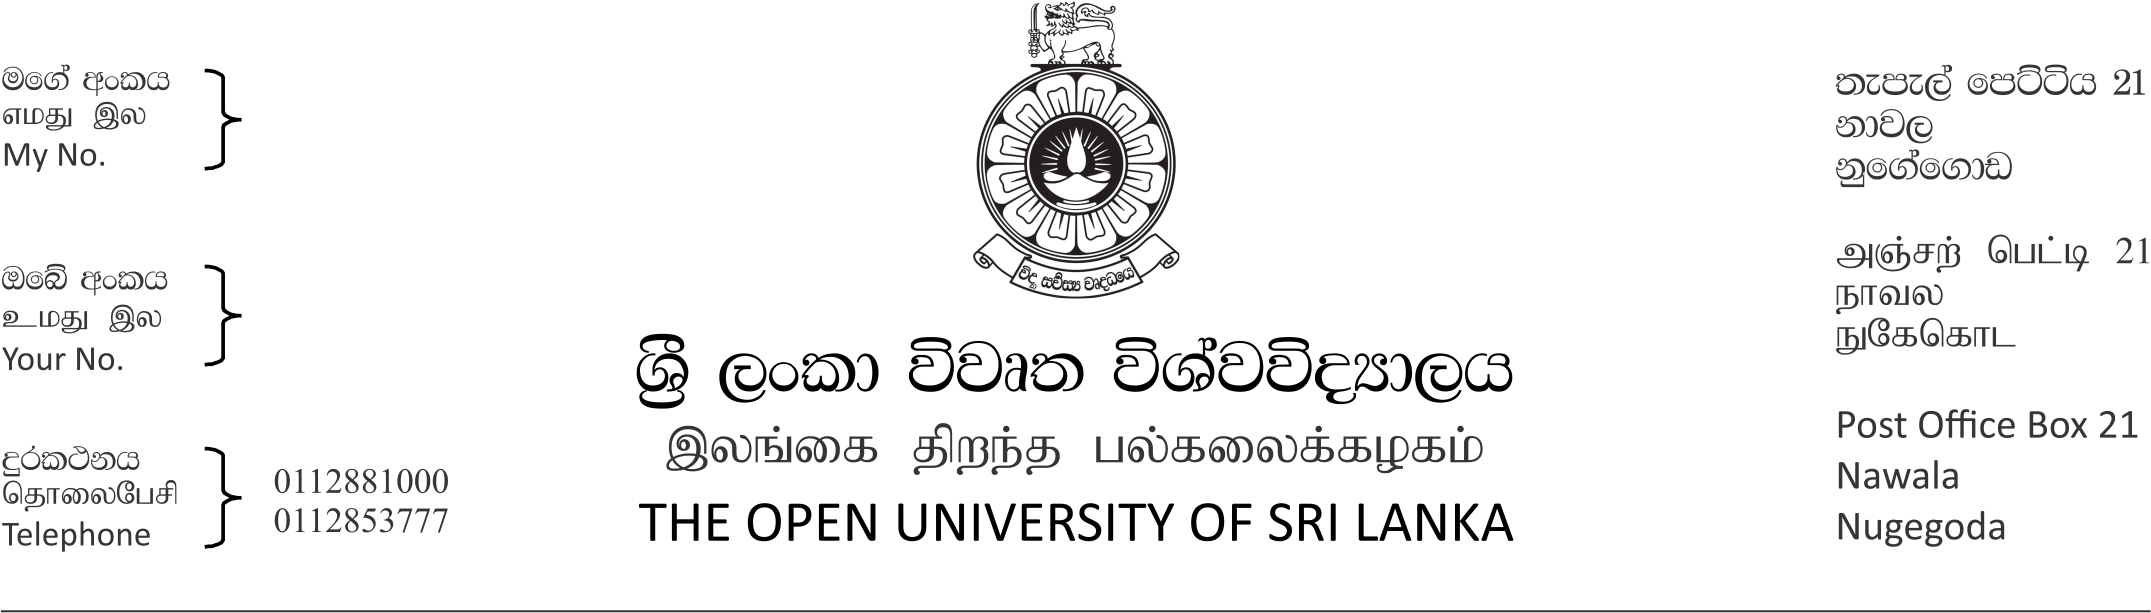 මගේ අංකය
எமது இல
My No.
ඔබේ අංකය
உமது இல
Your No.
දුරකථනය
தொலைபேசி
Telephone
0112881000
0112853777
ශ්‍රී ලංකා විවෘත විශ්වවිද්‍යාලය
இலங்கை திறந்த பல்கலைக்கழகம்
THE OPEN UNIVERSITY OF SRI LANKA
තැපැල් පෙට්ටිය 21
නාවල
නුගේගොඩ
அஞ்சற் பெட்டி 21
நாவல
நுகேகொட
Post Office Box 21
Nawala
Nugegoda